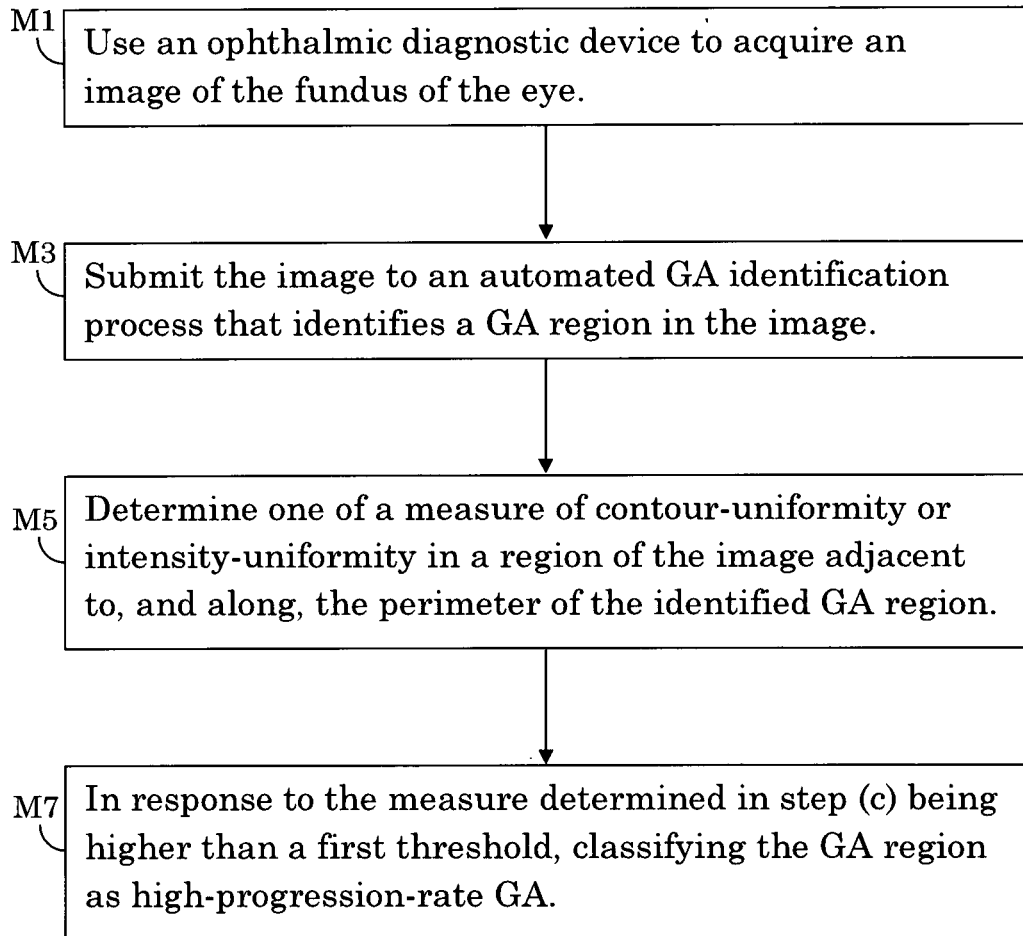 M1
Use an ophthalmic diagnostic device to acquire an
image of the fundus of the eye.
M3
Submit the image to an automated GA identification
process that identifies a GA region in the image.
M5
Determine one of a measure of contour-uniformity or
intensity-uniformity in a region of the image adjacent
to, and along, the perimeter of the identified GA region.
M7
In response to the measure determined in step (c) being
higher than a first threshold, classifying the GA region
as high-progression-rate GA.